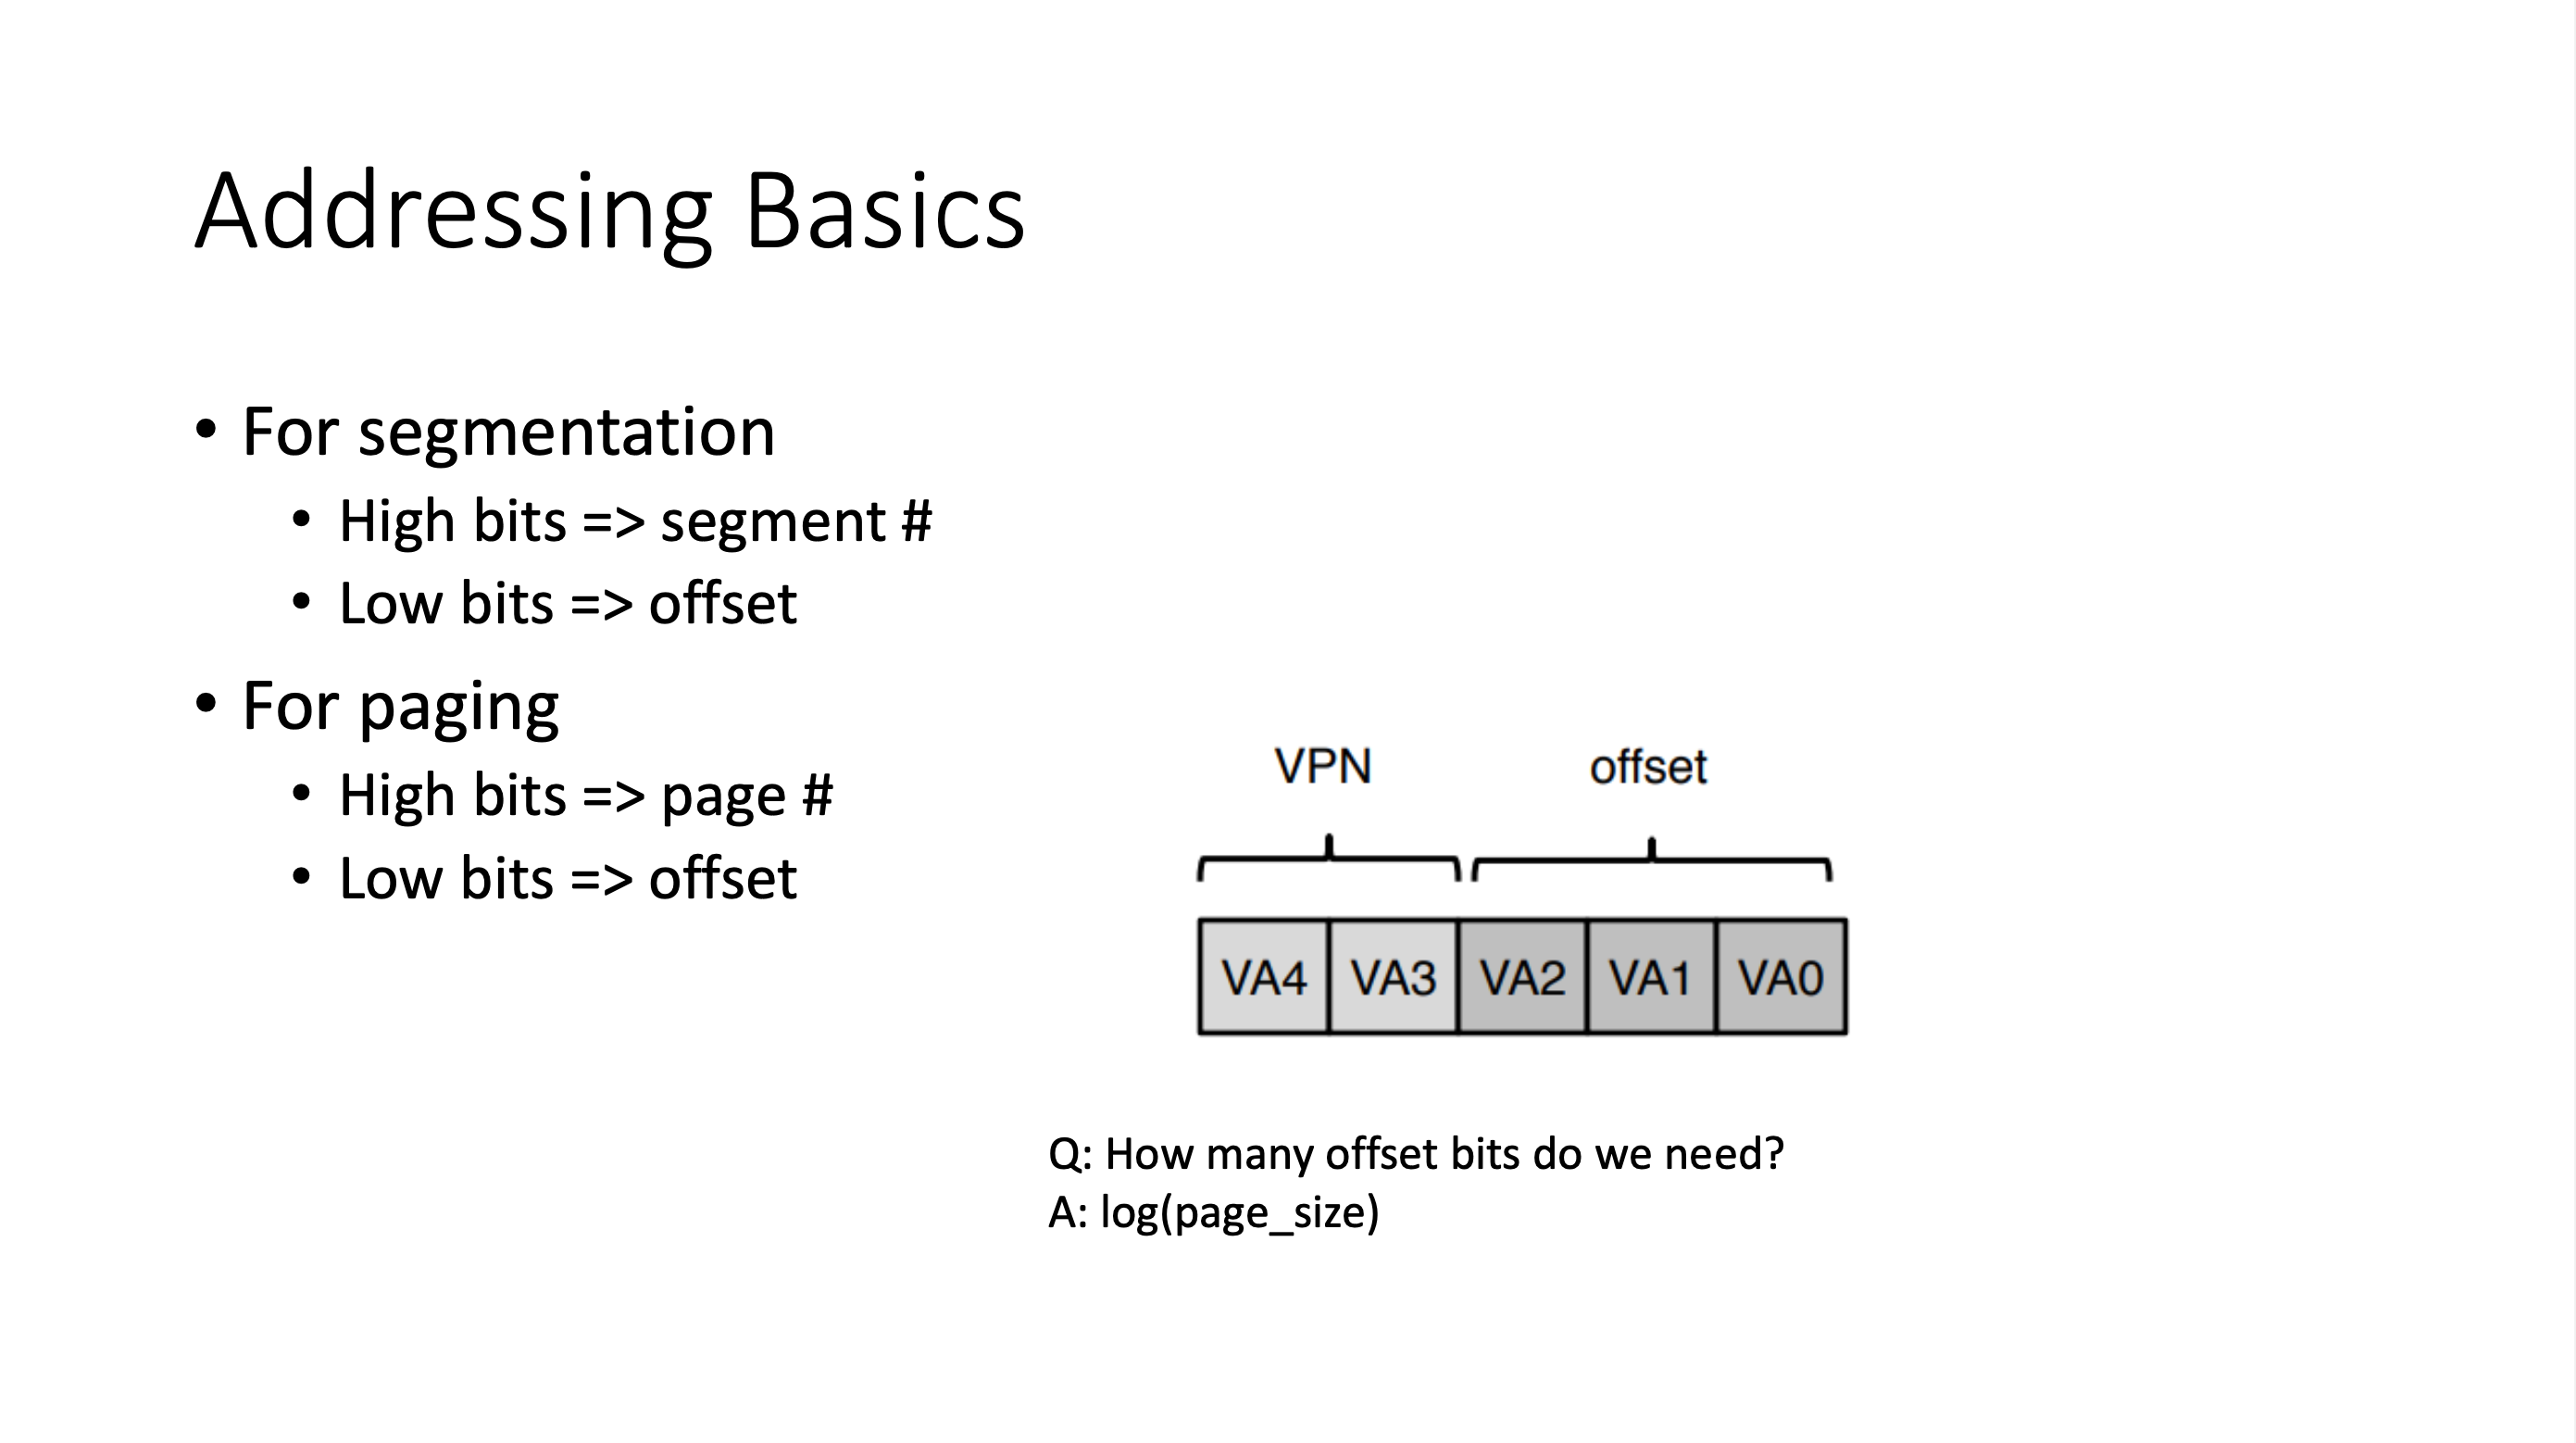 Addressing Basics
• For segmentation
• High bits => segment #
• Low bits => offset
• For paging
• High bits => page #
• Low bits => offset
VPN offset
VA4 VA3 VA2 VA1 VA0
Q: How many offset bits do we need?
A: log(page_size)